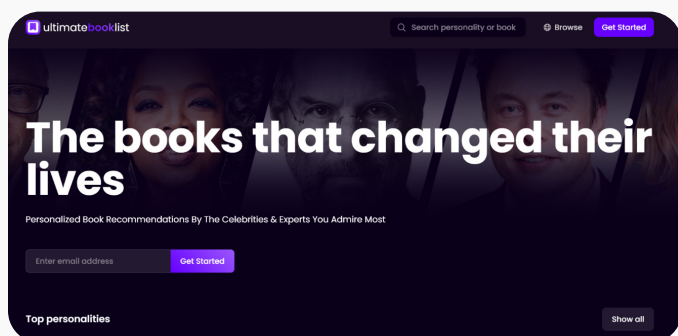 ultimatebooklist
Search personality or book
Browse
Get Started
The books that changed their
lives
Personalized Book Recommendations By The Celebrities & Experts You Admire Most
Enter email address
Get Started
Top personalities
Show all